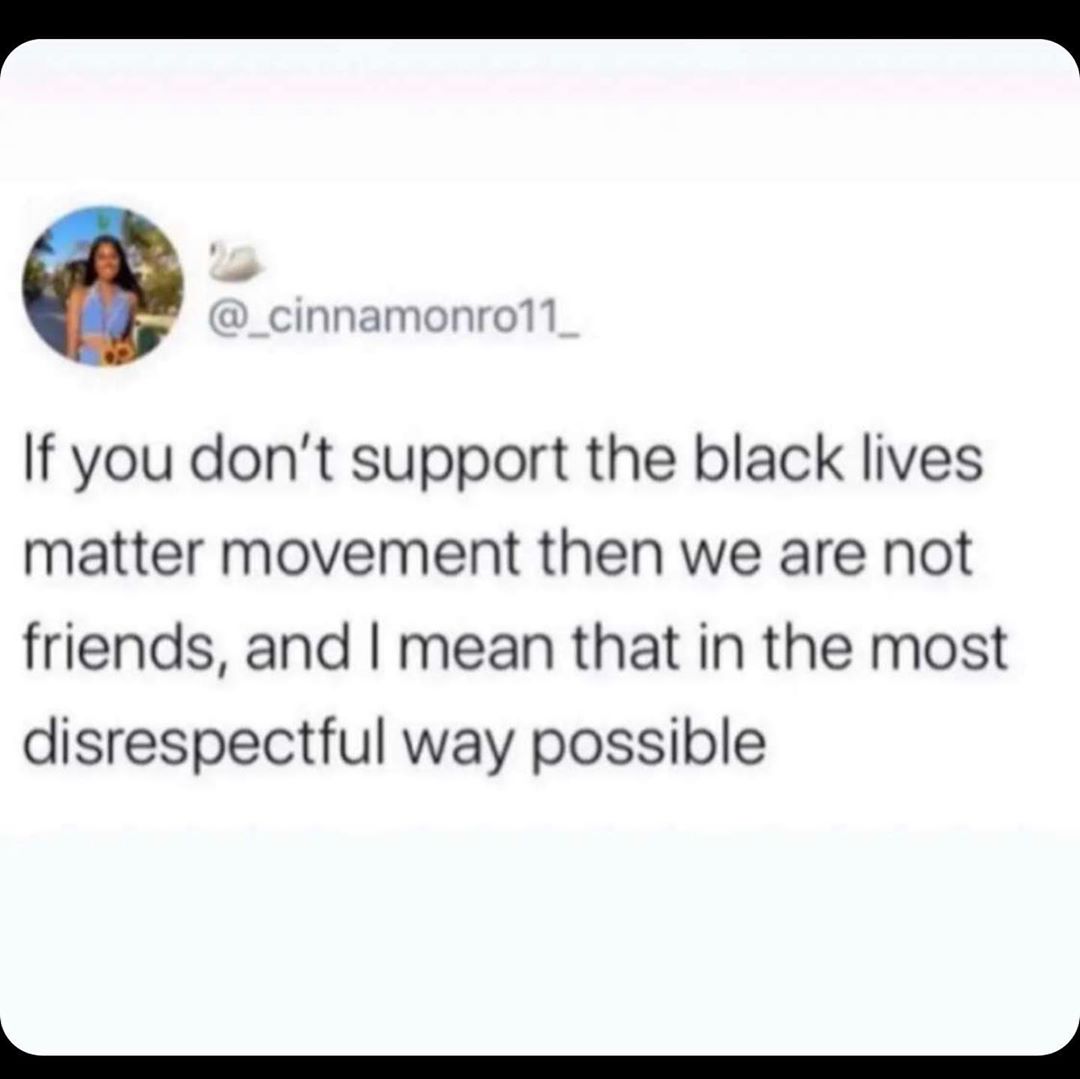 @_cinnamonro11_
If you don't support the black lives
matter movement then we are not
friends, and I mean that in the most
disrespectful way possible